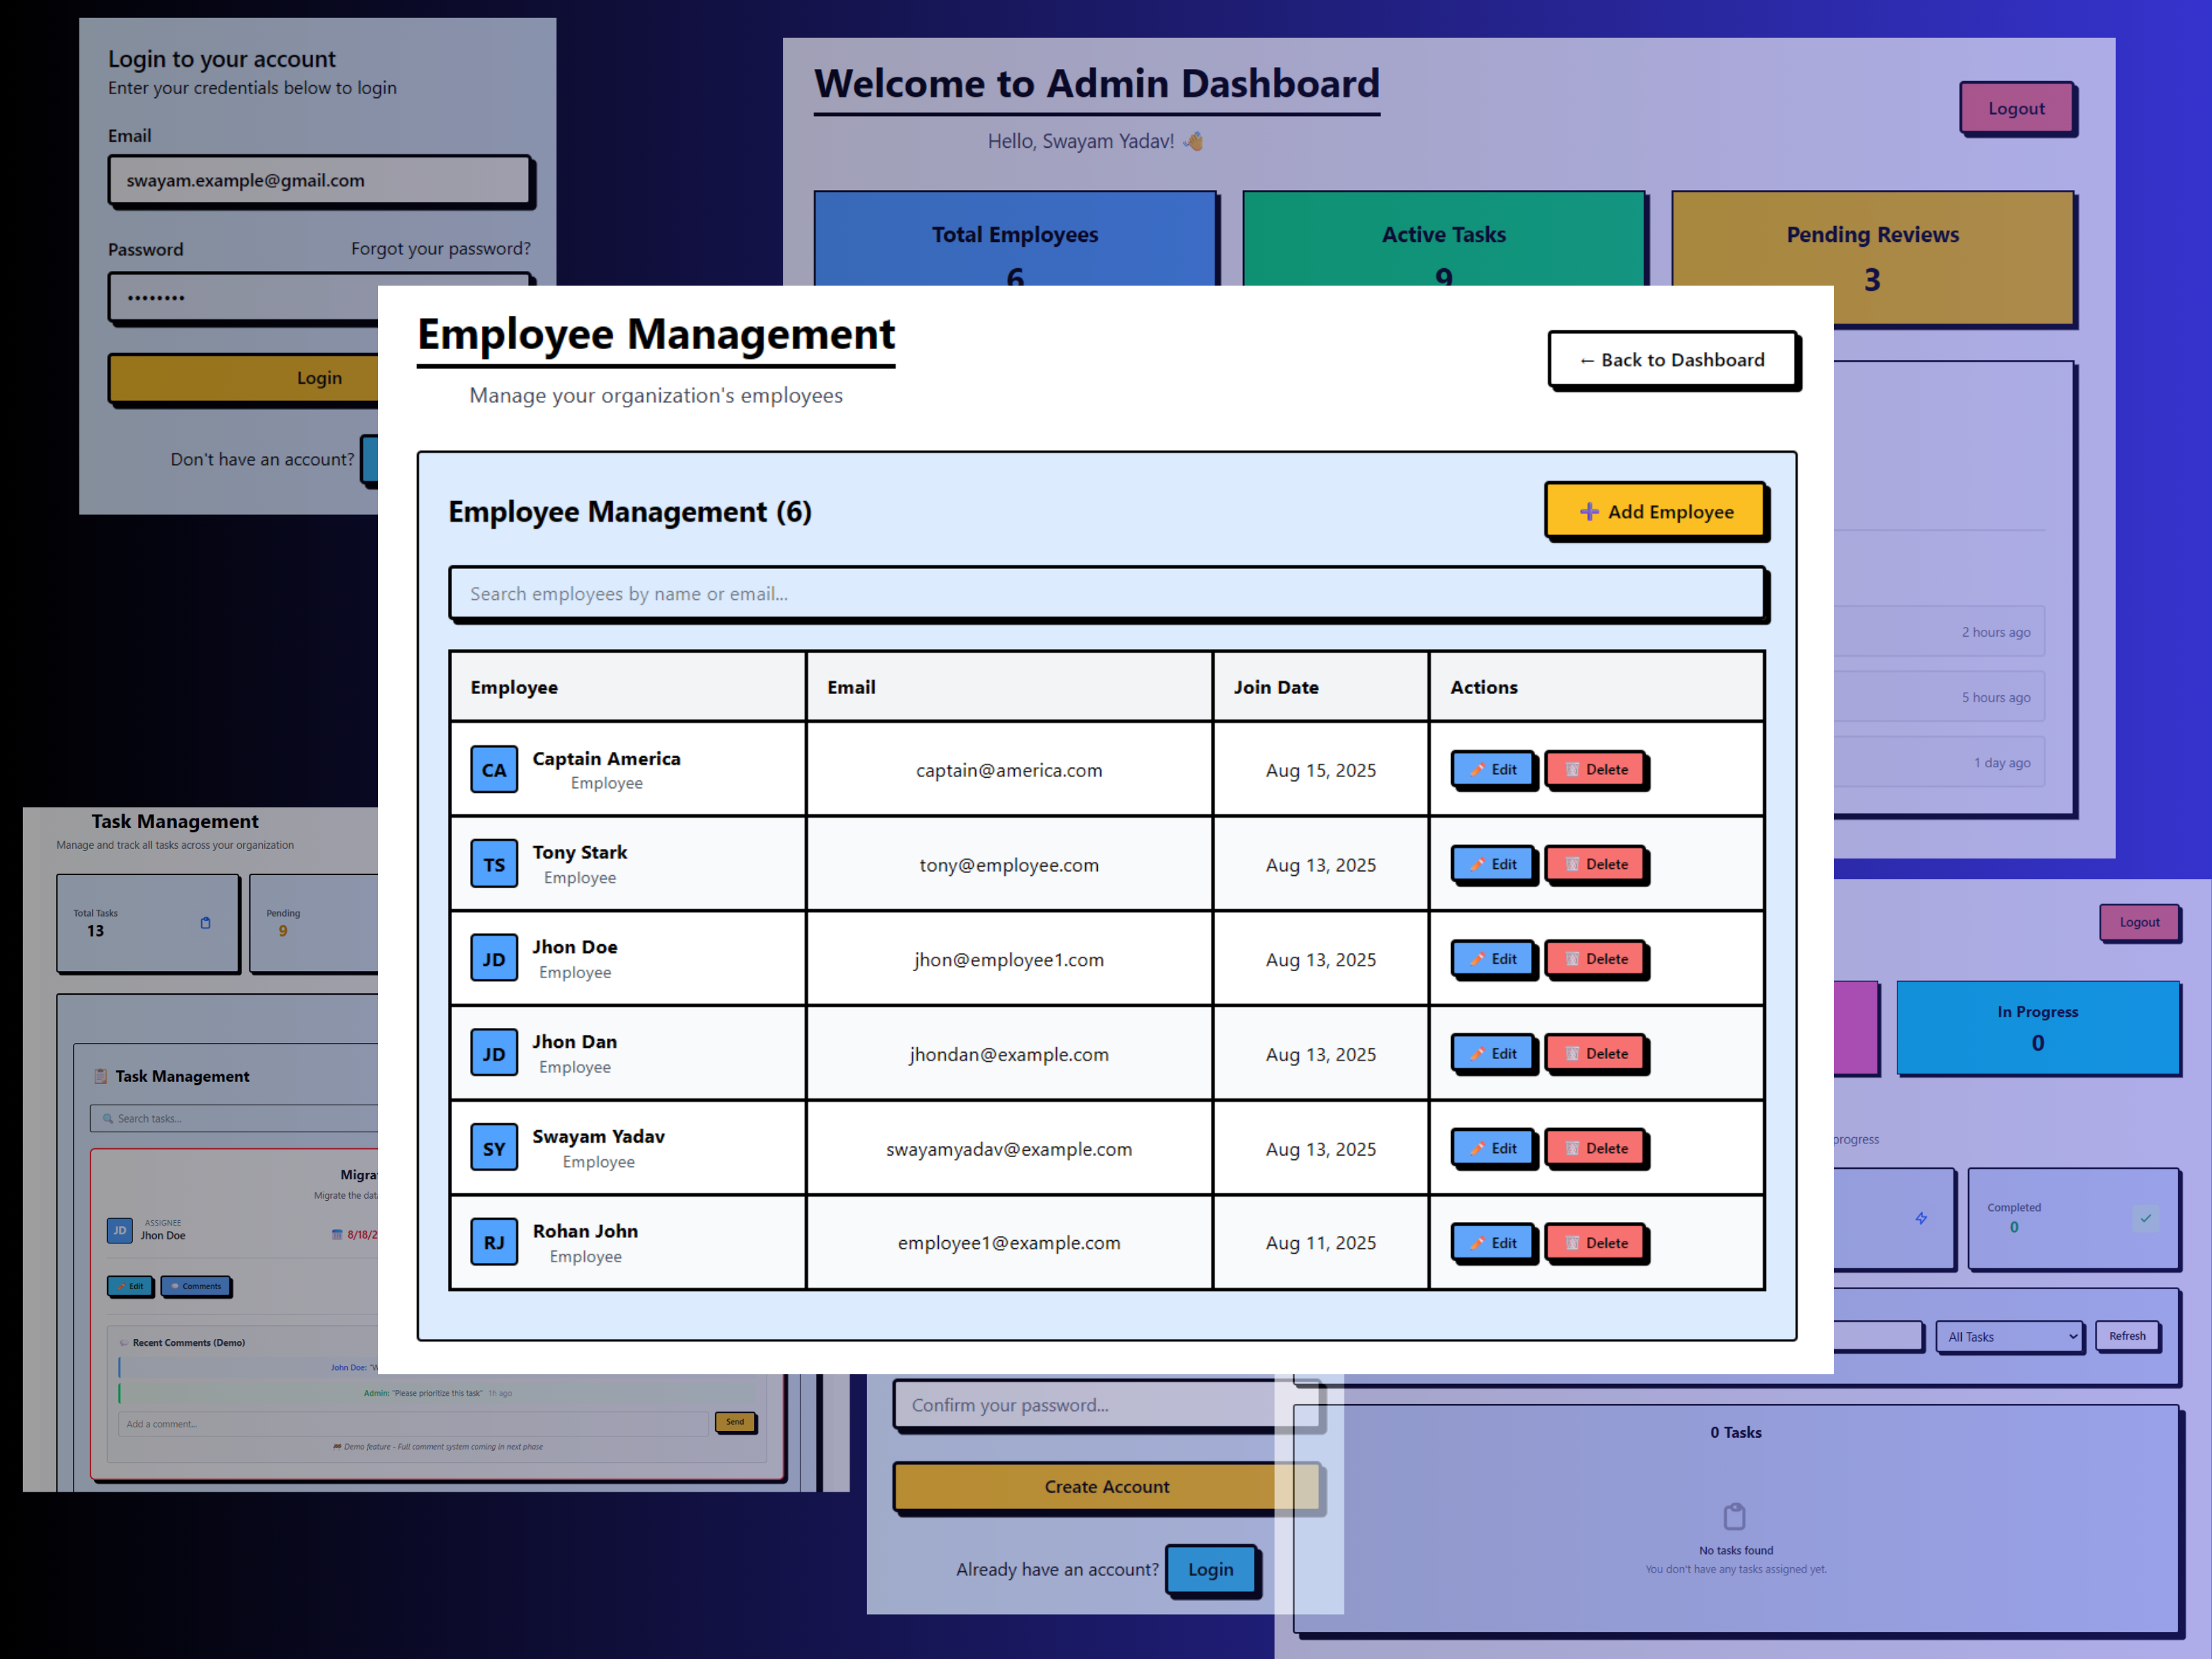 Login to your account
Enter your credentials below to login
Email
swayam.example@gmail.com
Password Forgot your password?
••••••••
Login
Don't have an account?
Welcome to Admin Dashboard
Hello, Swayam Yadav! 👋
Logout
Total Employees
6
Active Tasks
9
Pending Reviews
3
2 hours ago
5 hours ago
1 day ago
Employee Management
Manage your organization's employees
← Back to Dashboard
Employee Management (6)
➕ Add Employee
Search employees by name or email...
Employee Email Join Date Actions
CA Captain America captain@america.com Aug 15, 2025 Edit Delete
Employee
TS Tony Stark tony@employee.com Aug 13, 2025 Edit Delete
Employee
JD Jhon Doe jhon@employee1.com Aug 13, 2025 Edit Delete
Employee
JD Jhon Dan jhondan@example.com Aug 13, 2025 Edit Delete
Employee
SY Swayam Yadav swayamyadav@example.com Aug 13, 2025 Edit Delete
Employee
RJ Rohan John employee1@example.com Aug 11, 2025 Edit Delete
Employee
Task Management
Manage and track all tasks across your organization
Total Tasks
13
Pending
9
Task Management
Search tasks...
Migrate the
JD ASSIGNEE
Jhon Doe
8/18/2
Edit Comments
Recent Comments (Demo)
John Doe:
Admin: "Please prioritize this task" 1h ago
Add a comment... Send
Demo feature - Full comment system coming in next phase
Confirm your password...
Create Account
Already have an account? Login
Logout
In Progress
0
progress
Completed
0
All Tasks Refresh
0 Tasks
No tasks found
You don't have any tasks assigned yet.